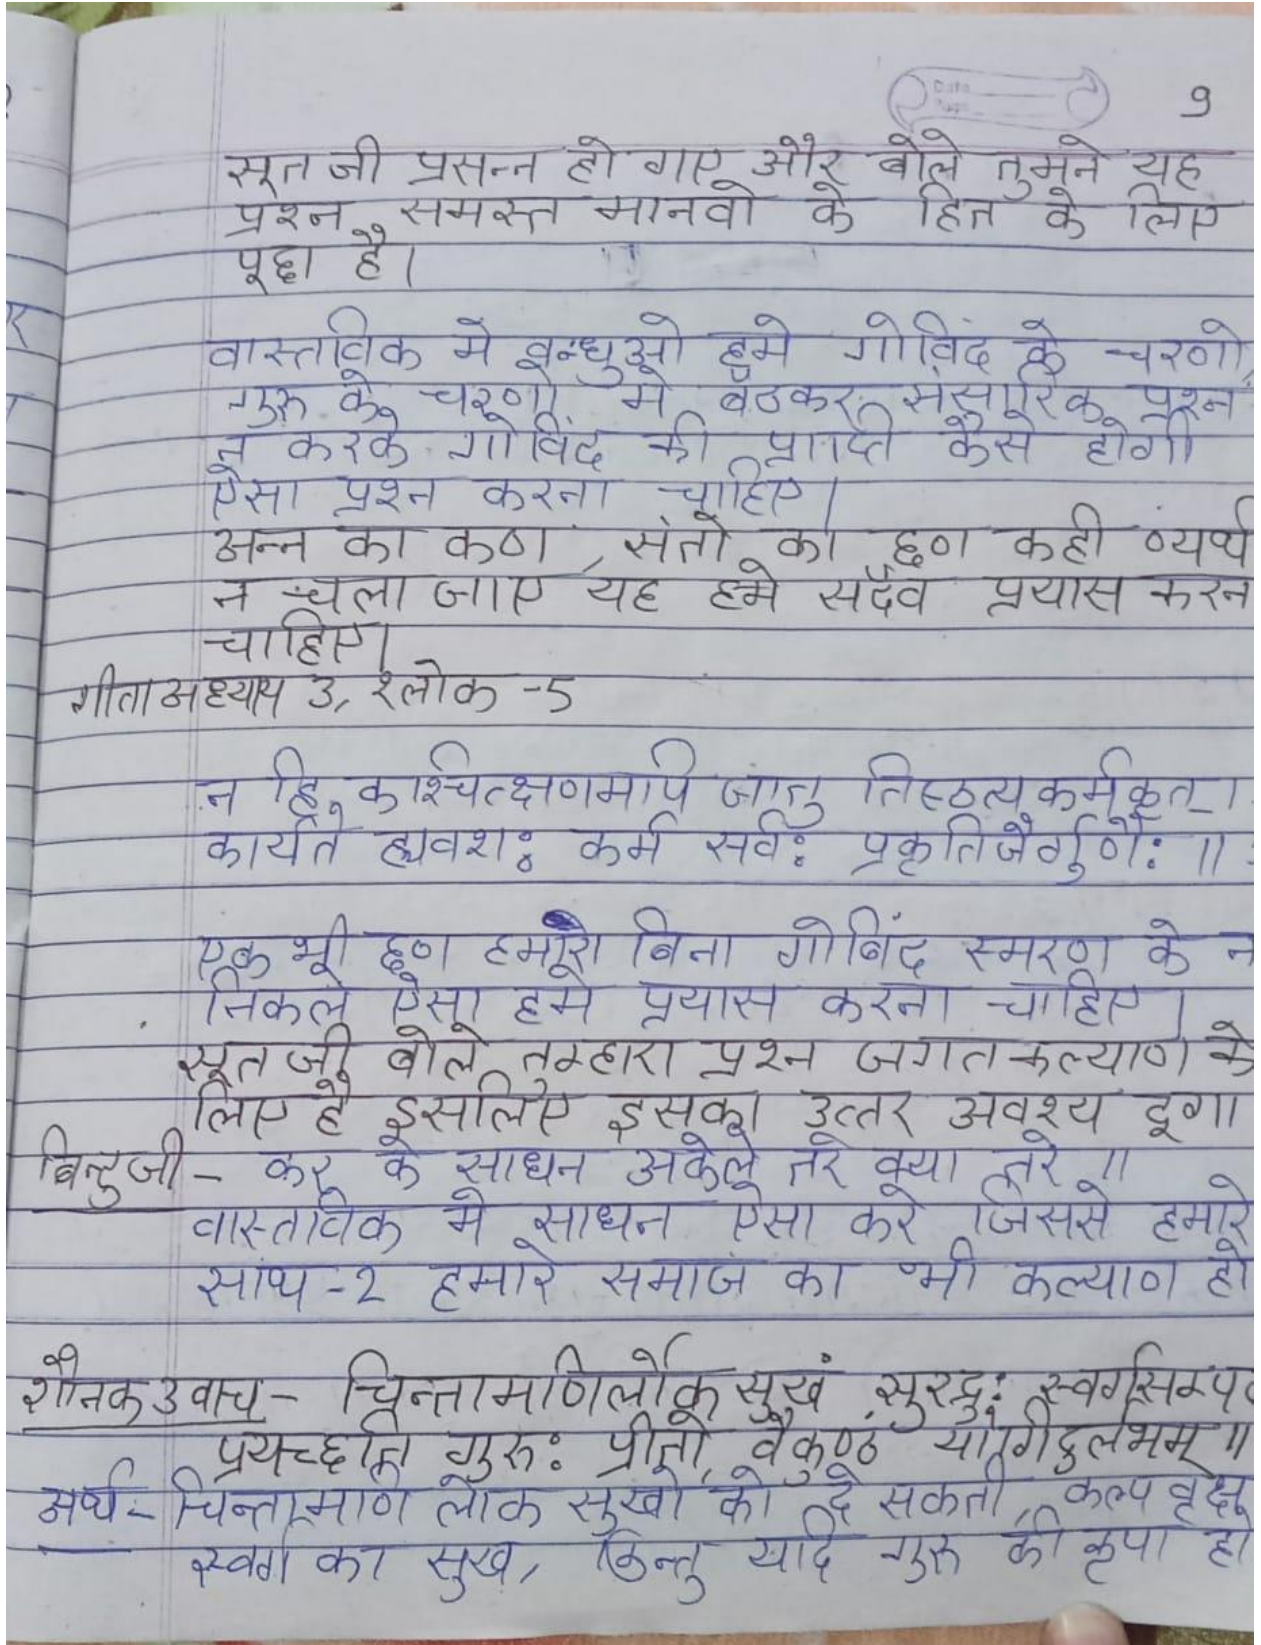 Date
Page
9
सूत जी प्रसन्न हो गए और बोले तुमने यह
प्रश्न समस्त मानवो के हित के लिए
पूछा है।
वास्तविक मे बन्धुओ हमे गोविंद के चरणो,
गुरु के चरणो मे बैठकर संसारिक प्रश्न
न करके गोविंद की प्राप्ति कैसे होगी
ऐसा प्रश्न करना चाहिए।
अन्न का कण, संतो का छण कही व्यर्थ
न चला जाए यह हमे सदैव प्रयास करन
चाहिए।
गीता अध्याय 3, श्लोक -5
न हि कश्चित्क्षणमपि जातु तिष्ठत्यकर्मकृत्।
कार्यते ह्यवशः कर्म सर्वः प्रकृतिजैर्गुणैः॥
एक भी छण हमारो बिना गोबिंद स्मरण के न
निकले ऐसा हमे प्रयास करना चाहिए।
सूत जी बोले तुम्हारा प्रश्न जगत कल्याण के
लिए है इसलिए इसका उत्तर अवश्य दूगा
बिन्दुजी - कर के साधन अकेले तरे क्या तरे॥
वास्तविक मे साधन ऐसा करे जिससे हमारे
साथ-2 हमारे समाज का भी कल्याण हो
शौनक उवाच - चिन्तामणिर्लोक सुखं सुरद्रुः स्वर्गसम्पद
प्रयच्छति गुरुः प्रीतो वैकुण्ठं योगिदुर्लभम्॥
अर्थ - चिन्तामणि लोक सुखो को दे सकती, कल्प वृक्ष
स्वर्ग का सुख, किन्तु यदि गुरु की कृपा हो